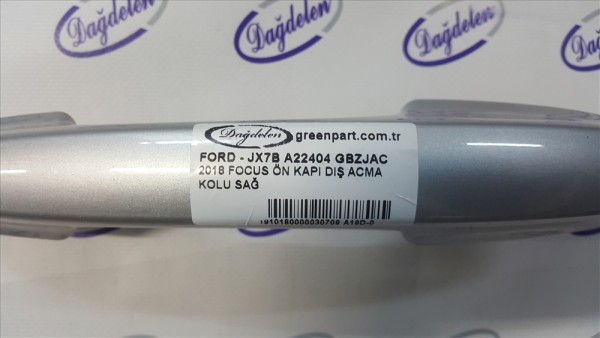 Dağdelen
Dağdelen
Dağdelen
Dağdelen greenpart.com.tr
FORD - JX7B A22404 GBZJAC
2018 FOCUS ÖN KAPI DIŞ ACMA
KOLU SAĞ
Dağdelen
Dağdelen